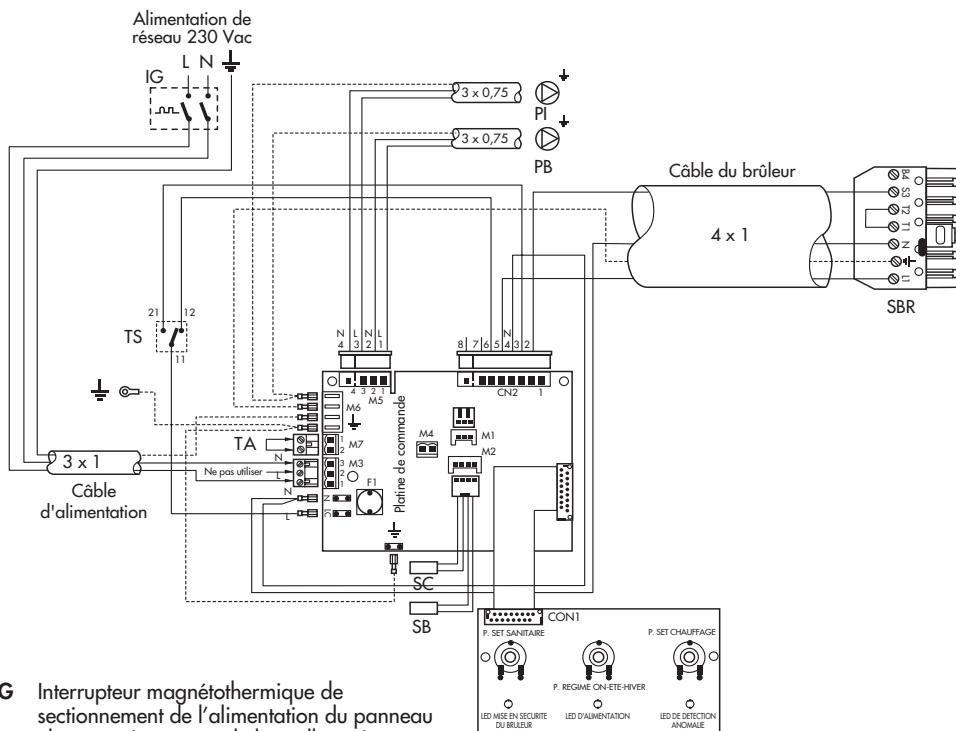 Alimentation de
réseau 230 Vac
L N
IG
3 x 0,75
PI
3 x 0,75
PB
Câble du brûleur
4 x 1
B4
S3
T2
T1
N
L1
SBR
21 12
TS
11
N L N L
4 3 2 1
4 3 2 1
M5
N
8 7 6 5 4 3 2
CN2 1
M6
TA
1
2
M7
N
Ne pas utiliser
L
3
2
1
M3
N
N
L
F1
M4
M1
M2
Platine de commande
3 x 1
Câble
d'alimentation
SC
SB
CON1
P. SET SANITAIRE
P. SET CHAUFFAGE
P. REGIME ON-ETE-HIVER
LED MISE EN SECURITE
DU BRULEUR
LED D'ALIMENTATION
LED DE DETECTION
ANOMALIE
G Interrupteur magnétothermique de
sectionnement de l'alimentation du panneau